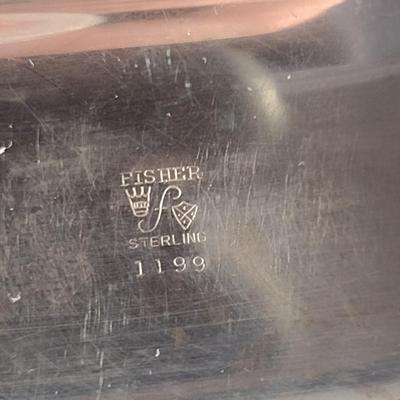 FISHER
f
STERLING
1199